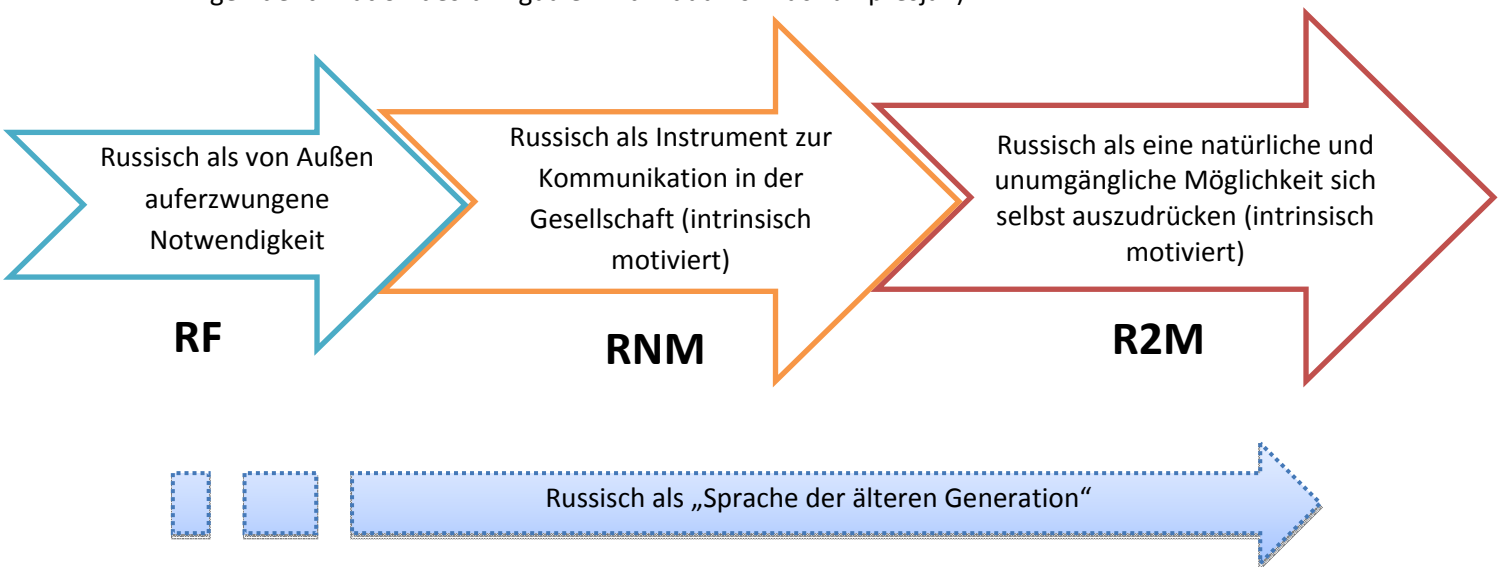 Russisch als von Außen
auferzwungene
Notwendigkeit
RF
Russisch als Instrument zur
Kommunikation in der
Gesellschaft (intrinsisch
motiviert)
RNM
Russisch als eine natürliche und
unumgängliche Möglichkeit sich
selbst auszudrücken (intrinsisch
motiviert)
R2M
Russisch als „Sprache der älteren Generation“